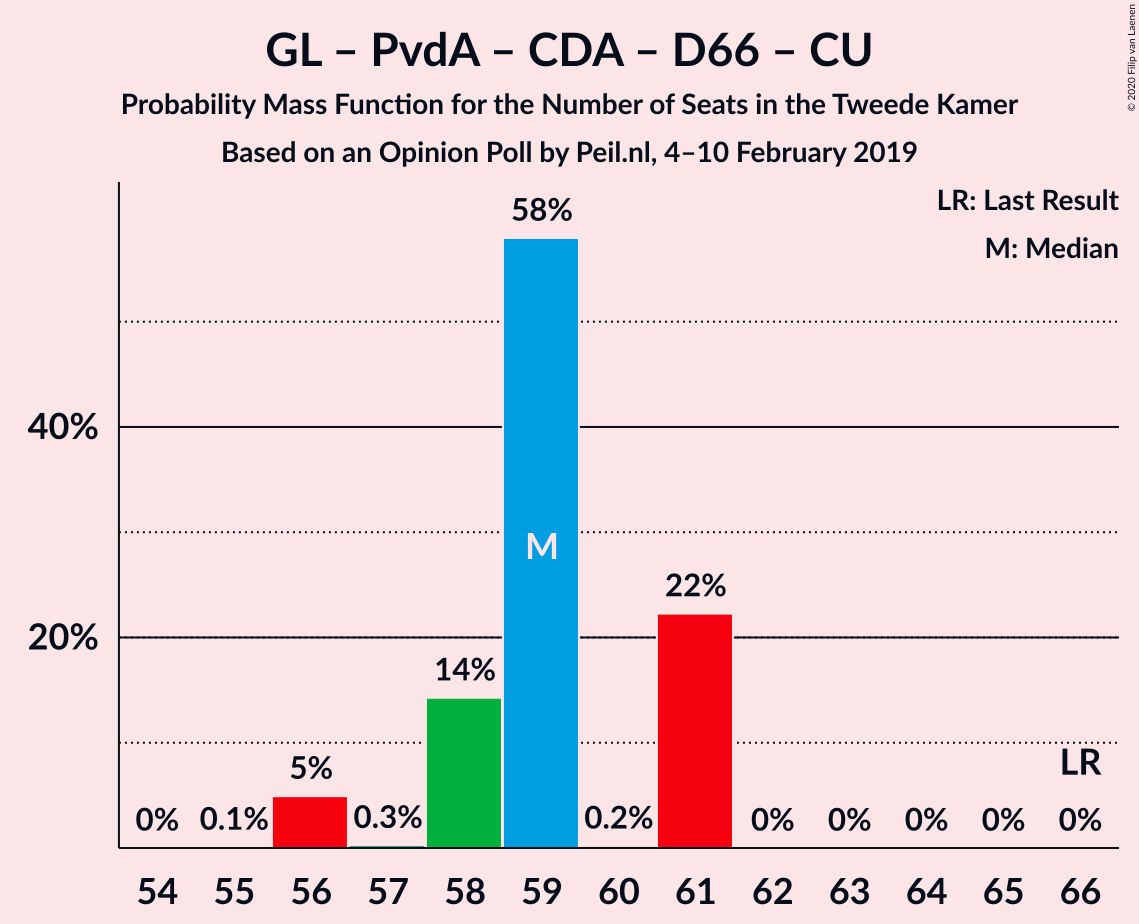 GL – PvdA – CDA – D66 – CU
Probability Mass Function for the Number of Seats in the Tweede Kamer
Based on an Opinion Poll by Peil.nl, 4–10 February 2019
© 2020 Filip van Laenen
LR: Last Result
M: Median
58%
40%
M
22%
20%
14%
LR
5%
0% 0.1% 0.3% 0.2% 0% 0% 0% 0% 0%
54 55 56 57 58 59 60 61 62 63 64 65 66